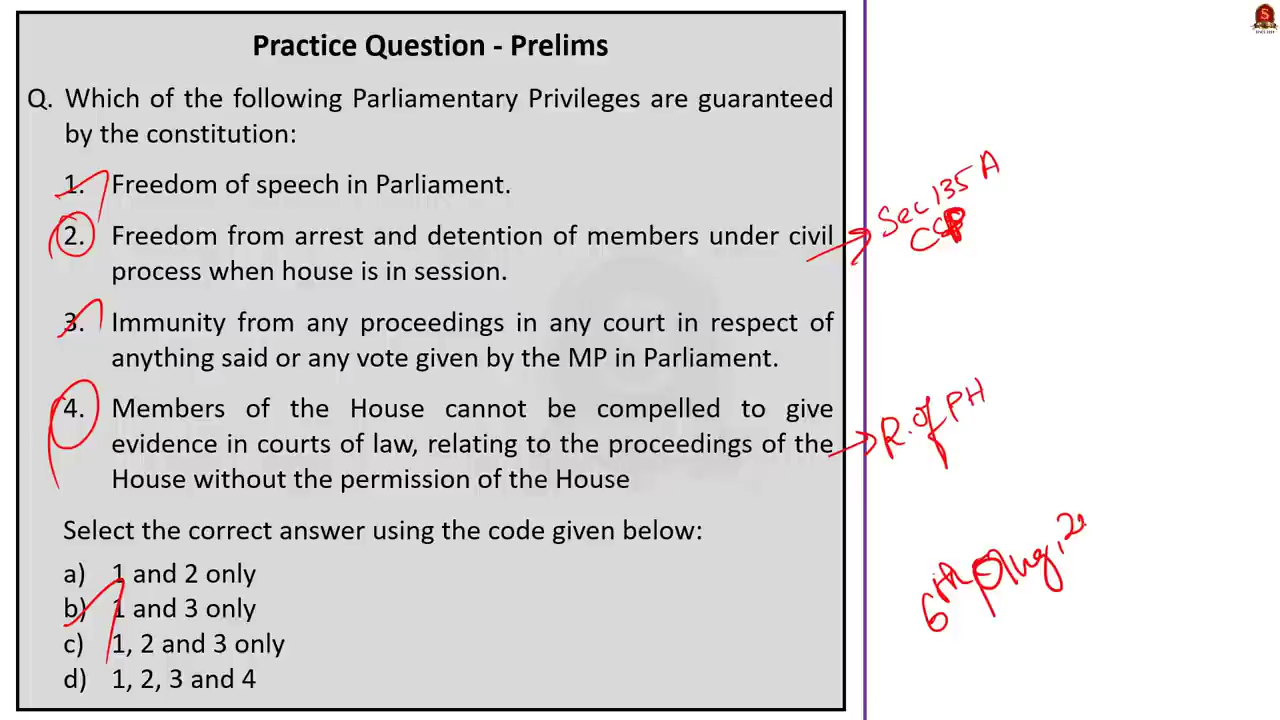 Practice Question - Prelims
Q. Which of the following Parliamentary Privileges are guaranteed
by the constitution:
1. Freedom of speech in Parliament.
2. Freedom from arrest and detention of members under civil
process when house is in session.
3. Immunity from any proceedings in any court in respect of
anything said or any vote given by the MP in Parliament.
4. Members of the House cannot be compelled to give
evidence in courts of law, relating to the proceedings of the
House without the permission of the House
Select the correct answer using the code given below:
a) 1 and 2 only
b) 1 and 3 only
c) 1, 2 and 3 only
d) 1, 2, 3 and 4
Sec 135 A
R. of PH
6th Aug,